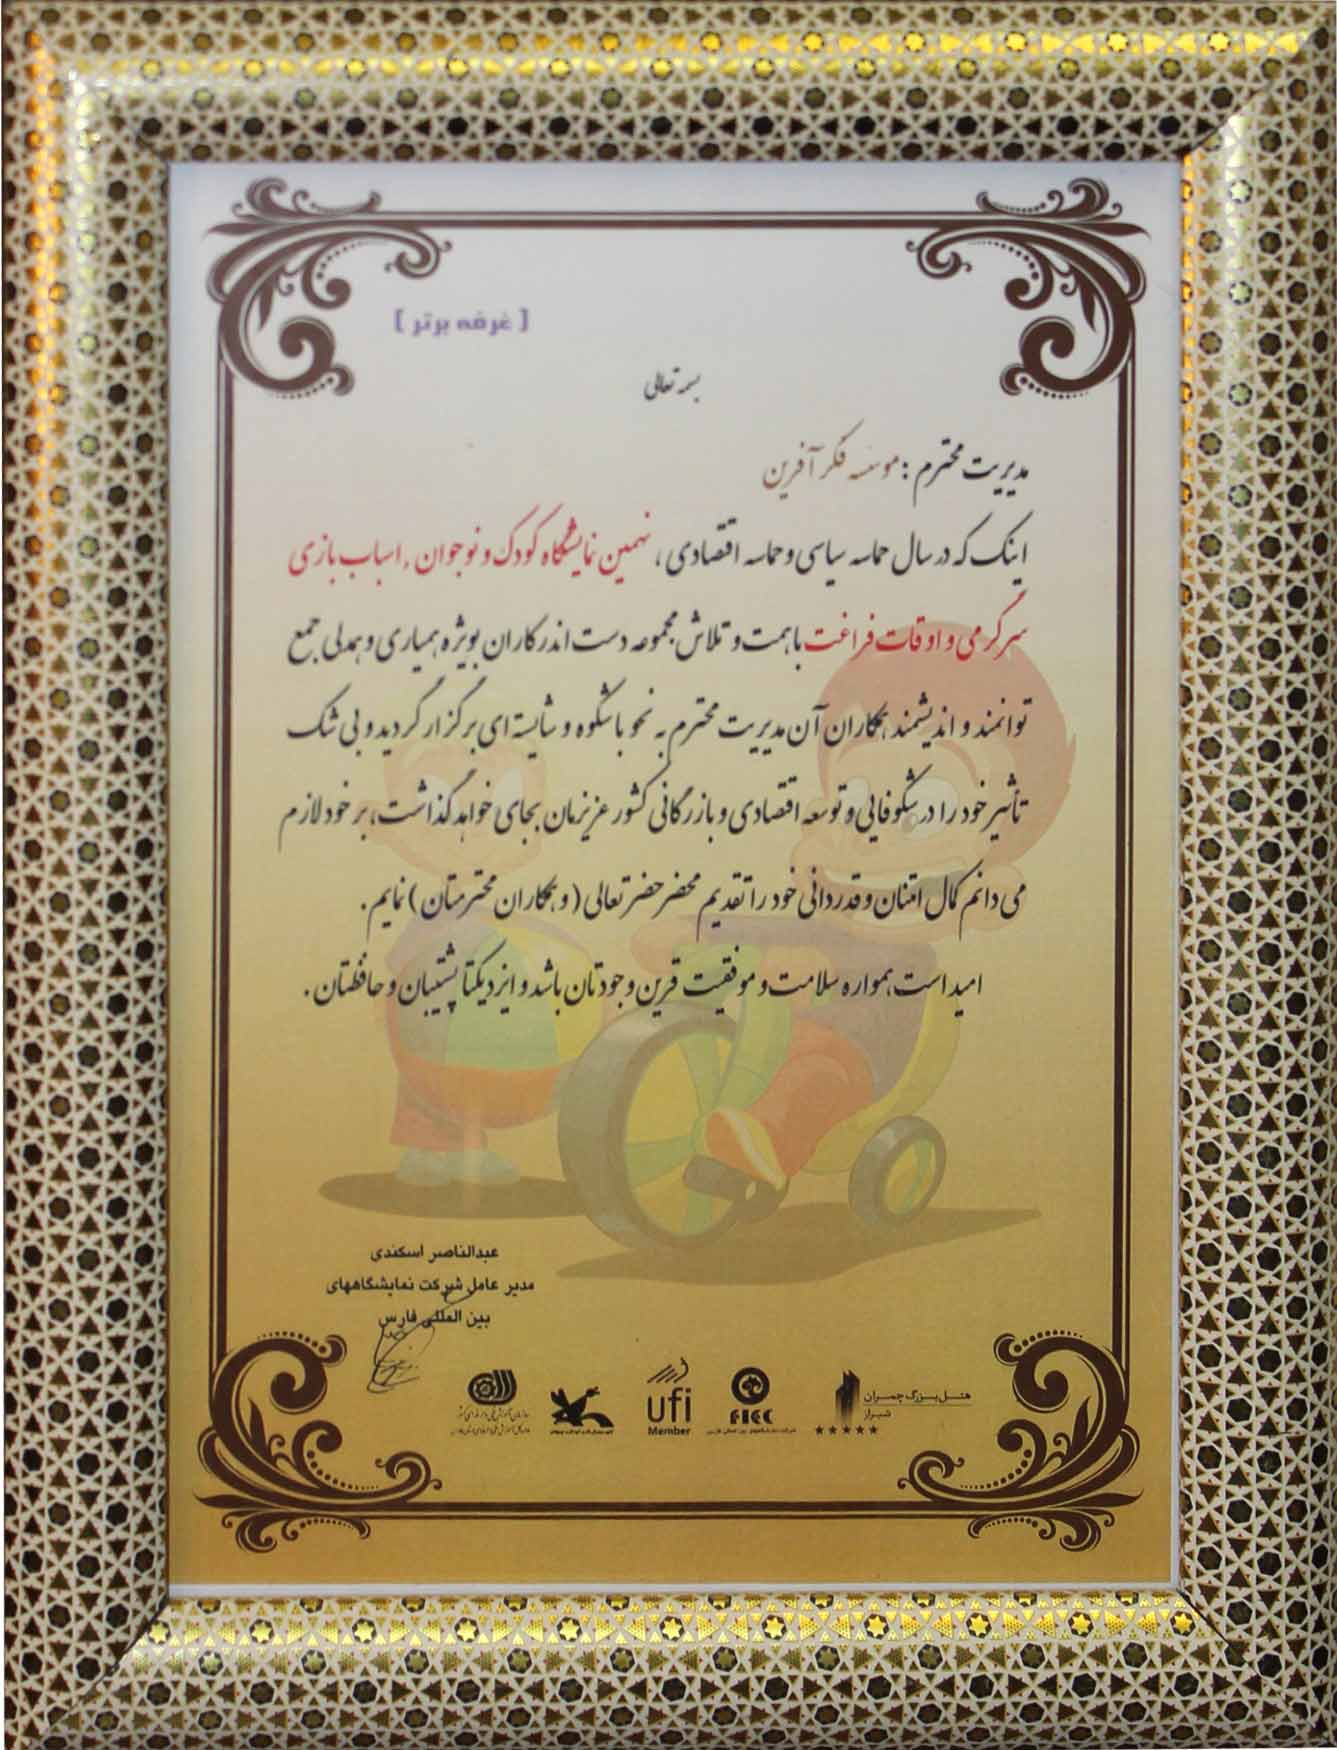 [ غرفه برتر ]
بسمه تعالی
مدیریت محترم : موسسه فکر آفرین
اینک که در سال حماسه سیاسی و حماسه اقتصادی ، نهمین نمایشگاه کودک و نوجوان ، اسباب بازی
سرگرمی و اوقات فراغت با همت و تلاش مجموعه دست اندرکاران بویژه همیاری و همدلی جمع
توانمند و اندیشمند همکاران آن مدیریت محترم به نحو باشکوه و شایسته ای برگزار گردید و بی شک
تأثیر خود را در شکوفایی و توسعه اقتصادی و بازرگانی کشور عزیزمان بجای خواهد گذاشت، بر خود لازم
می دانم کمال امتنان و قدردانی خود را تقدیم محضر حضرتعالی (و همکاران محترمتان) نمایم.
امید است همواره سلامت و موفقیت قرین وجودتان باشد و ایزد یکتا پشتیبان و حافظتان .
عبدالناصر اسکندی
مدیر عامل شرکت نمایشگاههای
بین المللی فارس
هتل بزرگ چمران
شیراز
FIEC
ufi
Member